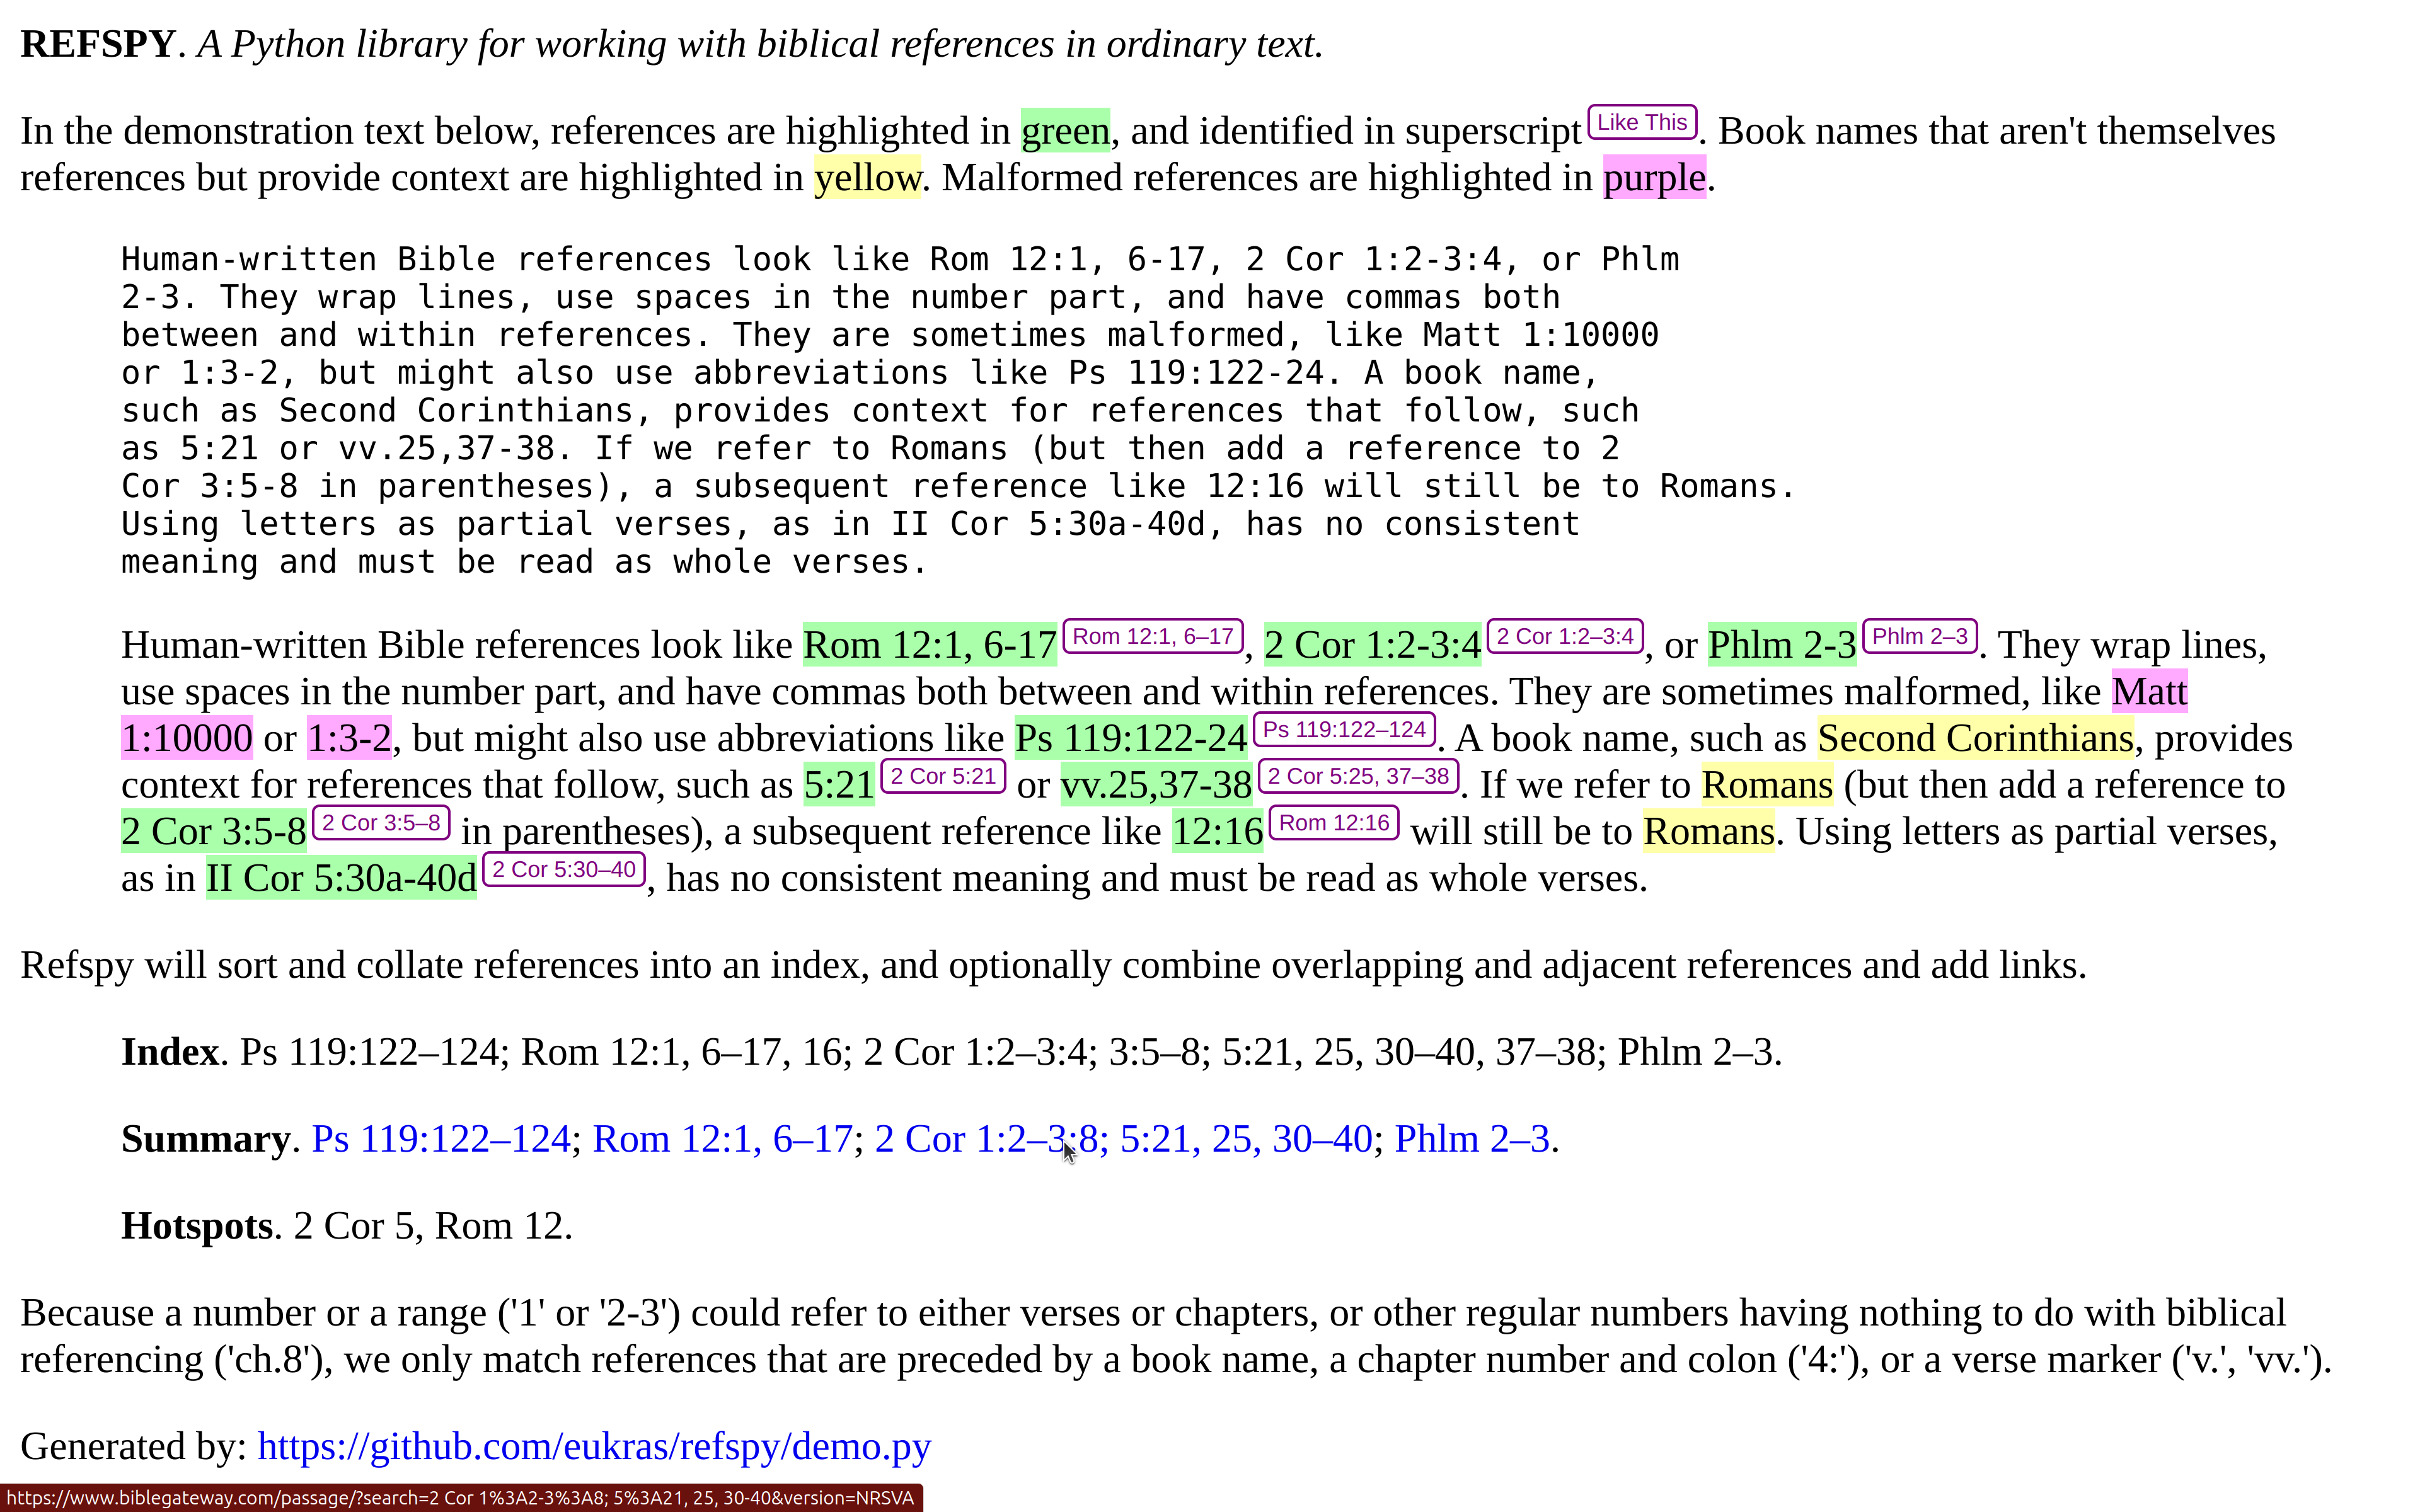 REFSPY. A Python library for working with biblical references in ordinary text.
In the demonstration text below, references are highlighted in green, and identified in superscript Like This. Book names that aren't themselves
references but provide context are highlighted in yellow. Malformed references are highlighted in purple.
Human-written Bible references look like Rom 12:1, 6-17, 2 Cor 1:2-3:4, or Phlm
2-3. They wrap lines, use spaces in the number part, and have commas both
between and within references. They are sometimes malformed, like Matt 1:10000
or 1:3-2, but might also use abbreviations like Ps 119:122-24. A book name,
such as Second Corinthians, provides context for references that follow, such
as 5:21 or vv.25,37-38. If we refer to Romans (but then add a reference to 2
Cor 3:5-8 in parentheses), a subsequent reference like 12:16 will still be to Romans.
Using letters as partial verses, as in II Cor 5:30a-40d, has no consistent
meaning and must be read as whole verses.
Human-written Bible references look like Rom 12:1, 6-17 Rom 12:1, 6–17, 2 Cor 1:2-3:4 2 Cor 1:2–3:4, or Phlm 2-3 Phlm 2–3. They wrap lines,
use spaces in the number part, and have commas both between and within references. They are sometimes malformed, like Matt
1:10000 or 1:3-2, but might also use abbreviations like Ps 119:122-24 Ps 119:122–124. A book name, such as Second Corinthians, provides
context for references that follow, such as 5:21 2 Cor 5:21 or vv.25,37-38 2 Cor 5:25, 37–38. If we refer to Romans (but then add a reference to
2 Cor 3:5-8 2 Cor 3:5–8 in parentheses), a subsequent reference like 12:16 Rom 12:16 will still be to Romans. Using letters as partial verses,
as in II Cor 5:30a-40d 2 Cor 5:30–40, has no consistent meaning and must be read as whole verses.
Refspy will sort and collate references into an index, and optionally combine overlapping and adjacent references and add links.
Index. Ps 119:122–124; Rom 12:1, 6–17, 16; 2 Cor 1:2–3:4; 3:5–8; 5:21, 25, 30–40, 37–38; Phlm 2–3.
Summary. Ps 119:122–124; Rom 12:1, 6–17; 2 Cor 1:2–3:8; 5:21, 25, 30–40; Phlm 2–3.
Hotspots. 2 Cor 5, Rom 12.
Because a number or a range ('1' or '2-3') could refer to either verses or chapters, or other regular numbers having nothing to do with biblical
referencing ('ch.8'), we only match references that are preceded by a book name, a chapter number and colon ('4:'), or a verse marker ('v.', 'vv.').
Generated by: https://github.com/eukras/refspy/demo.py
https://www.biblegateway.com/passage/?search=2 Cor 1%3A2-3%3A8; 5%3A21, 25, 30-40&version=NRSVA